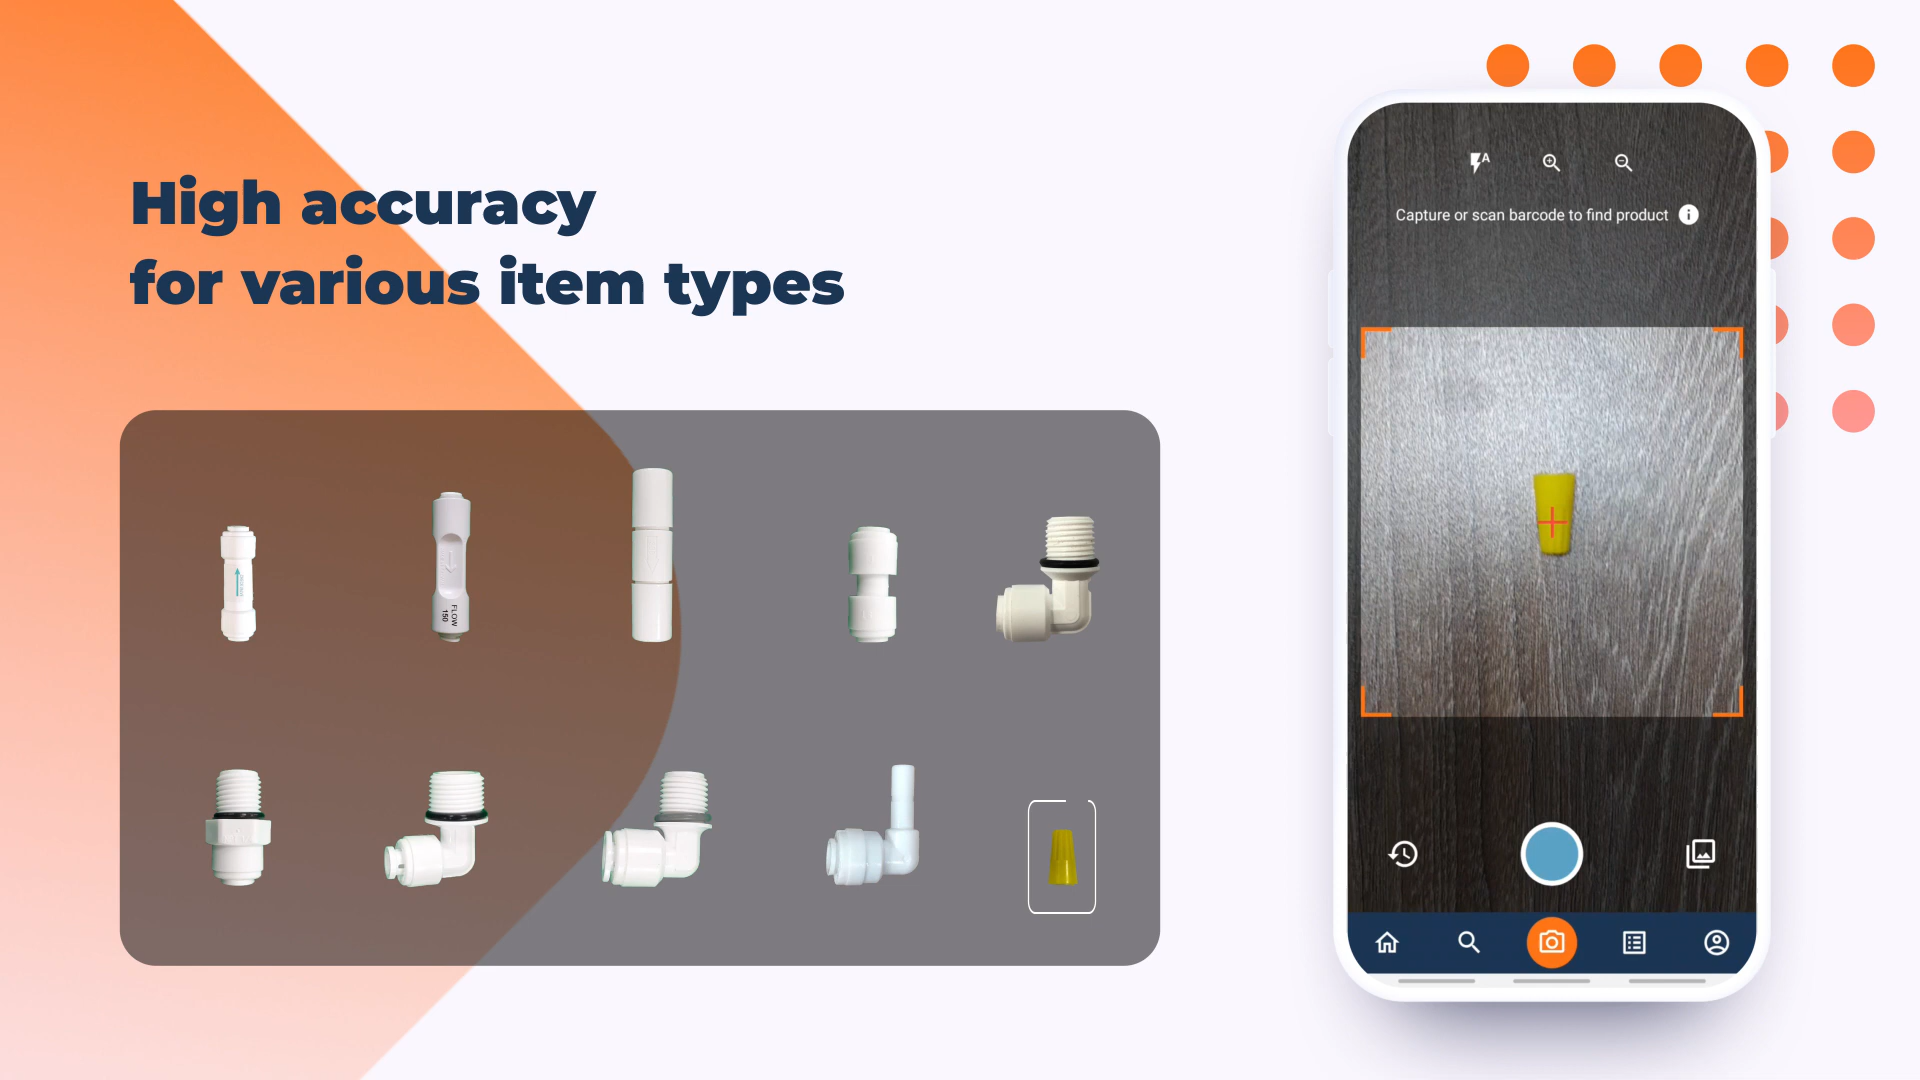 High accuracy
for various item types
Capture or scan barcode to find product
A
FLOW
150